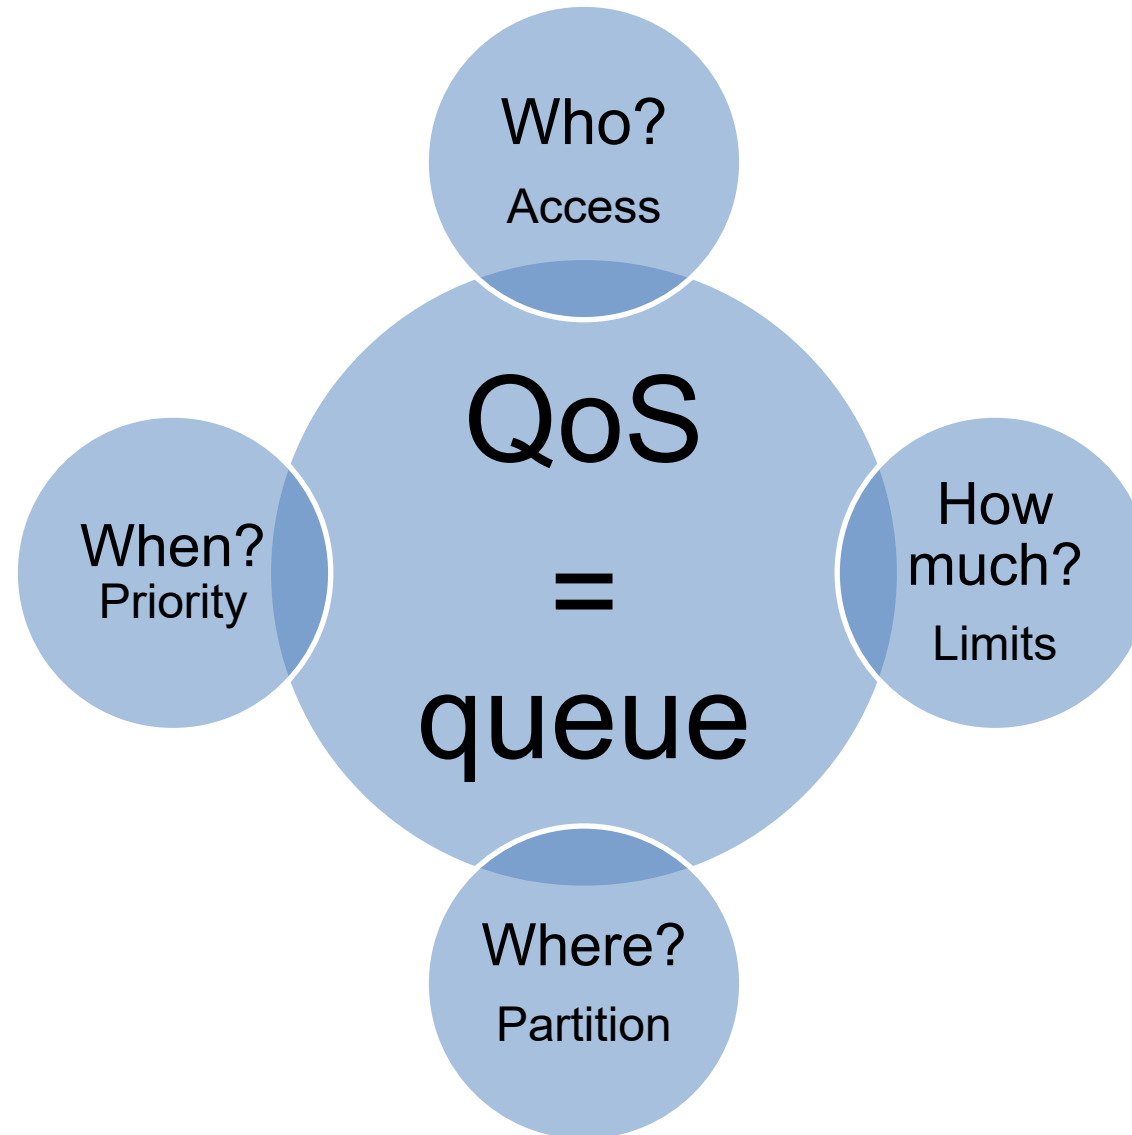 Who?
Access
QoS
=
queue
When?
Priority
How
much?
Limits
Where?
Partition